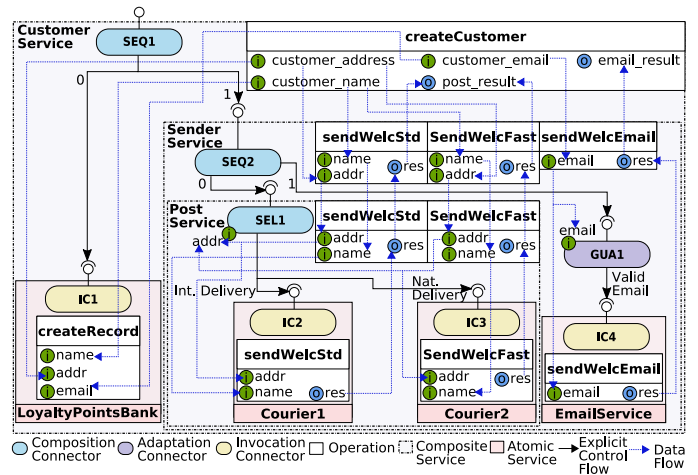 Customer
Service
SEQ1
createCustomer
i customer_address i customer_email o email_result
i customer_name o post_result
0
1
Sender
Service
sendWelcStd SendWelcFast sendWelcEmail
i name i name i email o res
i addr o res i addr o res
SEQ2
0
1
Post
Service
SEL1
i
addr
sendWelcStd SendWelcFast
i addr i addr
i name o res i name o res
email
i
GUA1
Valid
Email
Int. Delivery
Nat.
Delivery
IC1
createRecord
i name
i addr
i email
LoyaltyPointsBank
IC2
sendWelcStd
i addr
i name o res
Courier1
IC3
SendWelcFast
i addr
i name o res
Courier2
IC4
sendWelcEmail
i email o res
EmailService
Composition
Connector
Adaptation
Connector
Invocation
Connector
Operation
Composite
Service
Atomic
Service
Explicit
Control
Flow
Data
Flow